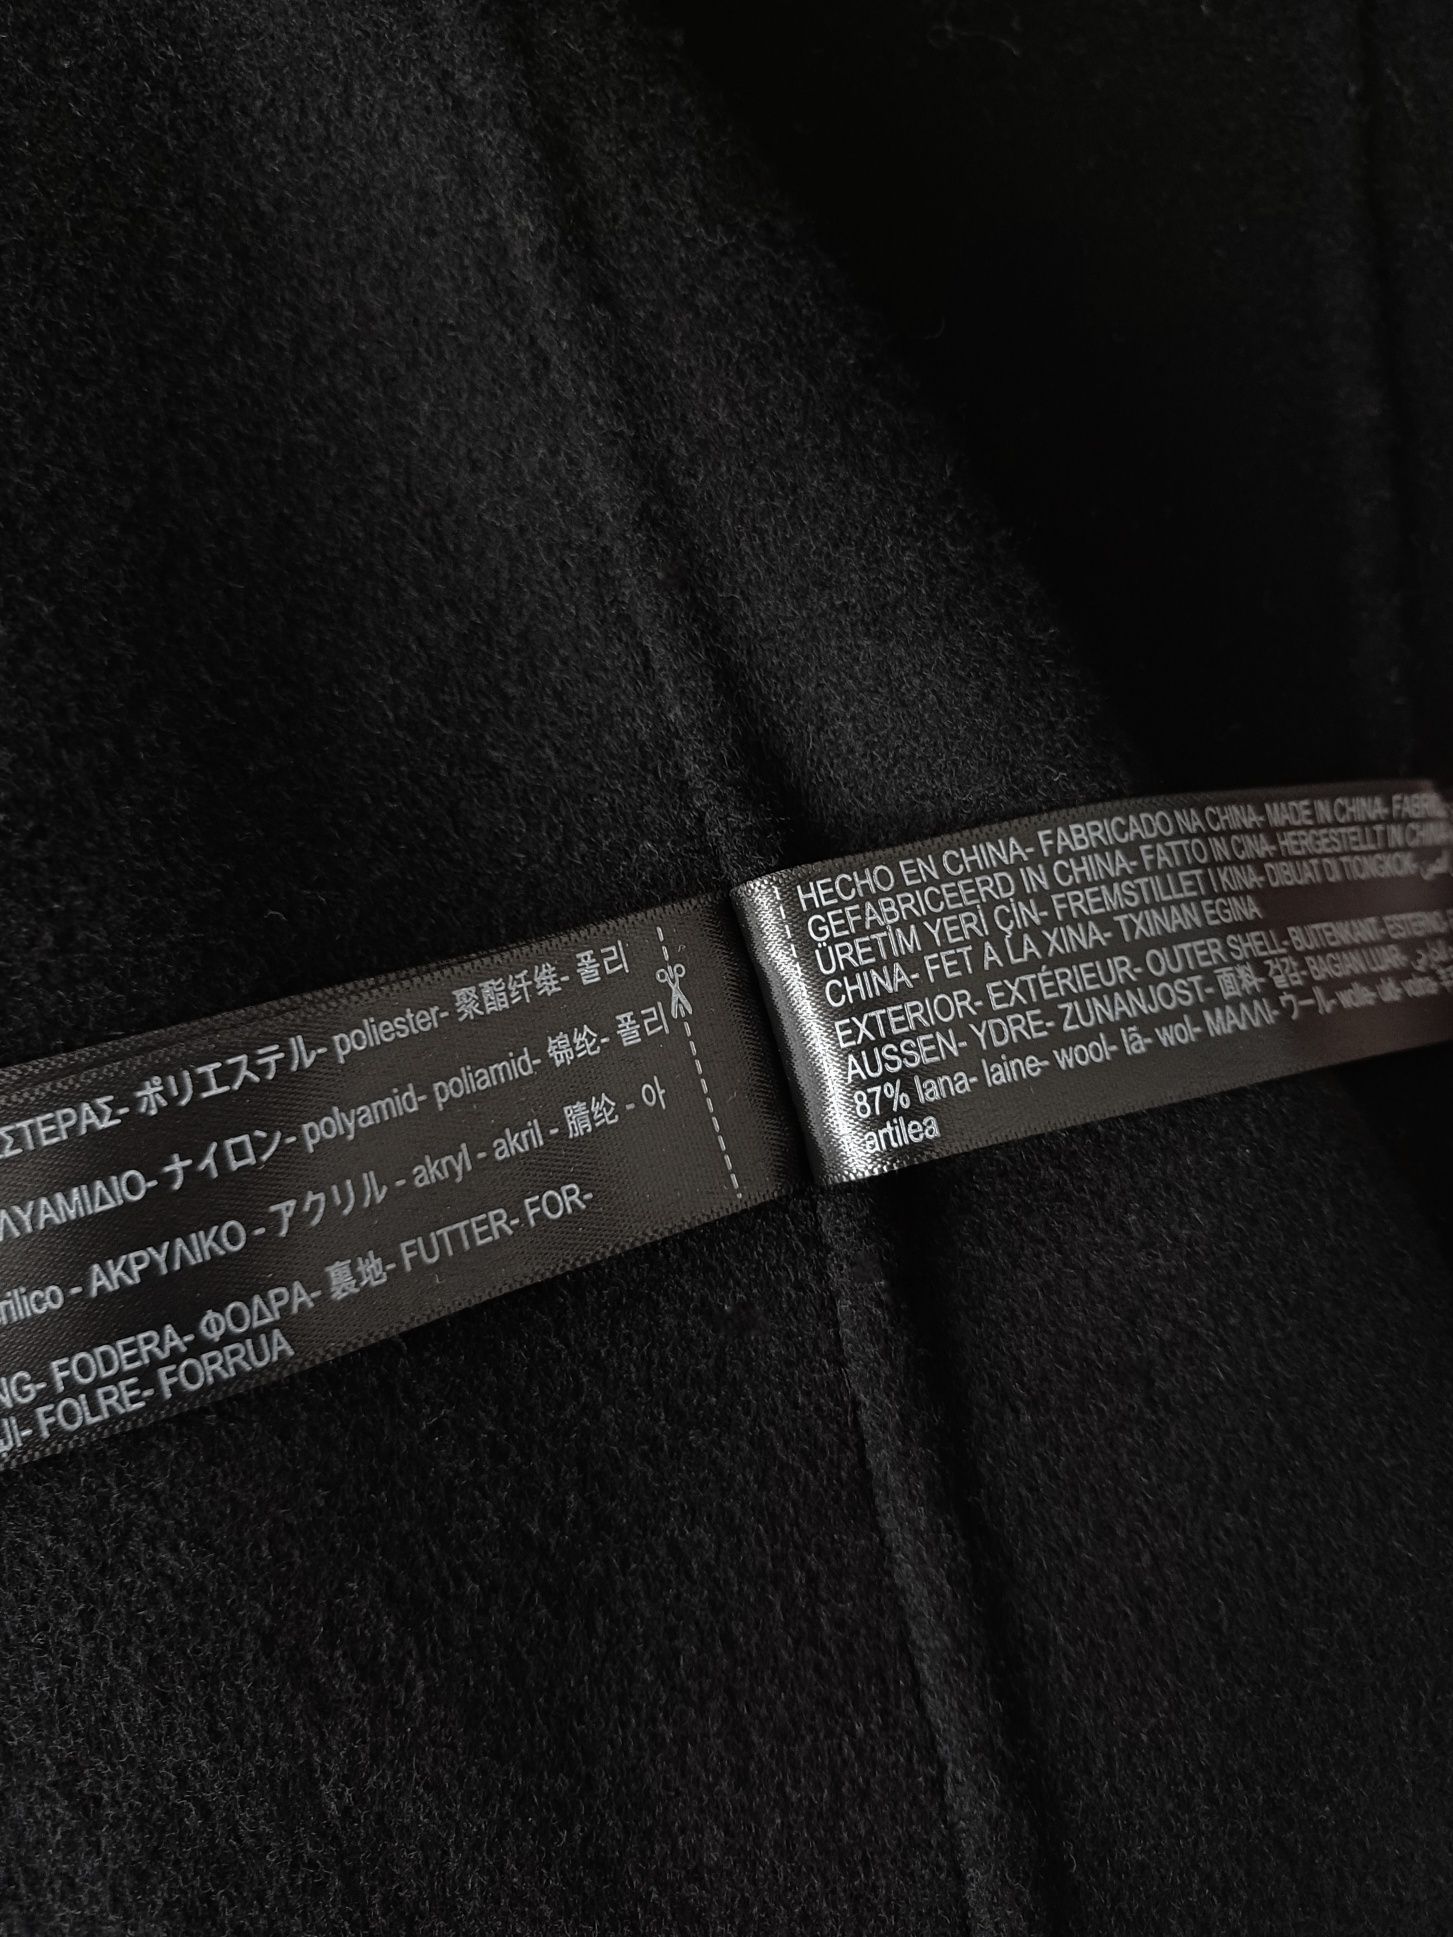 ΕΣΤΕΡΑΣ- ポリエステル- poliester- 聚酯纤维- 폴리
ΛΥΑΜΙΔΙΟ- ナイロン- polyamid- poliamid- 锦纶- 폴리
rilico - ΑΚΡΥΛΙΚΟ - アクリル - akryl - akril - 腈纶 - 아
NG- FODERA- ΦΟΔΡΑ- 裏地- FUTTER- FOR-
FOLRE- FORRUA
HECHO EN CHINA- FABRICADO NA CHINA- MADE IN CHINA- FABRI
GEFABRICEERD IN CHINA- FATTO IN CINA- HERGESTELLT IN CHINA
ÜRETİM YERİ ÇİN- FREMSTILLET I KINA- DIBUAT DI TIONGKOK-
CHINA- FET A LA XINA- TXINAN EGINA
EXTERIOR- EXTÉRIEUR- OUTER SHELL- BUITENKANT- ESTERNO-
AUSSEN- YDRE- ZUNANJOST- 面料- 겉감- BAGIAN LUAR-
87% lana- laine- wool- lã- wol- ΜΑΛΛΙ- ウール- wolle- uld-
artilea